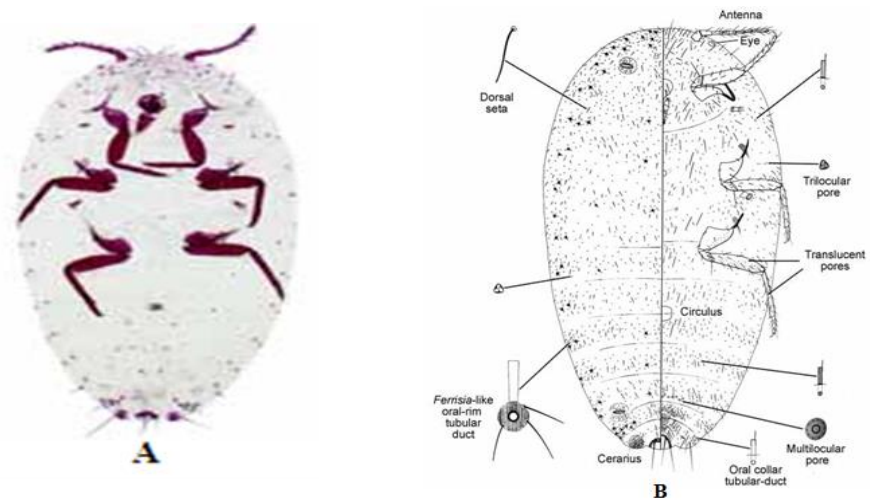 Antenna
Eye
Dorsal
seta
Trilocular
pore
Translucent
pores
Circulus
Ferrisia-like
oral-rim
tubular
duct
Cerarius
Oral collar
tubular-duct
Multilocular
pore
A
B